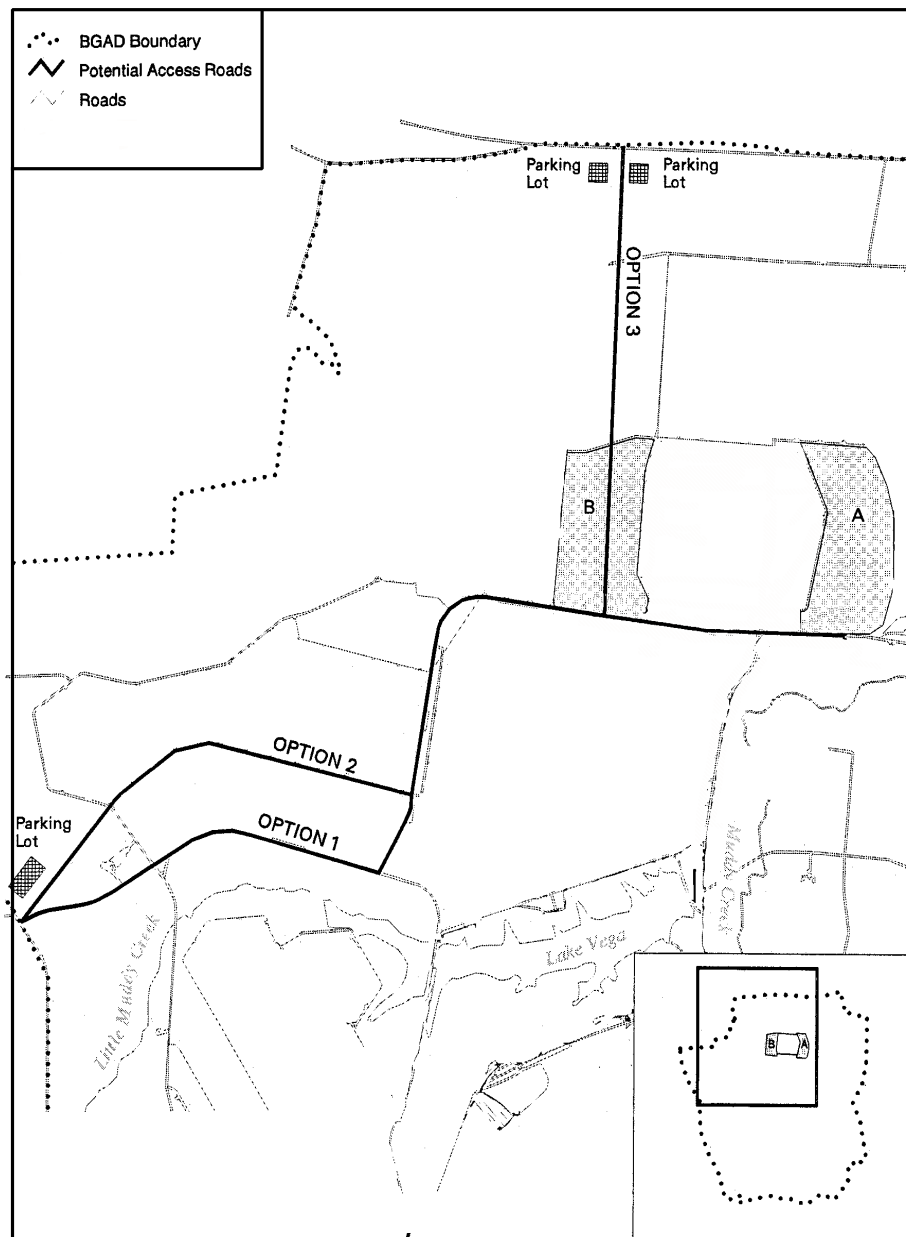 BGAD Boundary
Potential Access Roads
Roads
Parking
Lot
Parking
Lot
OPTION 3
B
A
OPTION 2
OPTION 1
Parking
Lot
Little Muddy Creek
Lake Vega
Muddy Creek
B
A